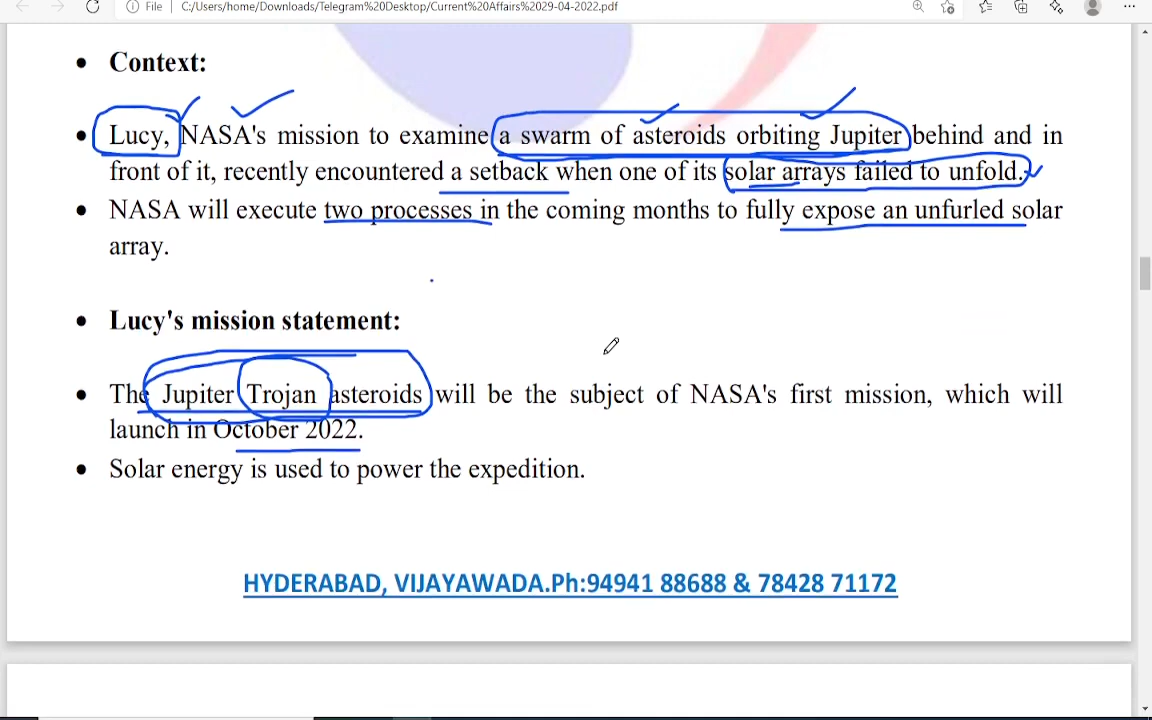 File | C:/Users/home/Downloads/Telegram%20Desktop/Current%20Affairs%2029-04-2022.pdf
• Context:
• Lucy, NASA's mission to examine a swarm of asteroids orbiting Jupiter behind and in
front of it, recently encountered a setback when one of its solar arrays failed to unfold.
• NASA will execute two processes in the coming months to fully expose an unfurled solar
array.
• Lucy's mission statement:
• The Jupiter Trojan asteroids will be the subject of NASA's first mission, which will
launch in October 2022.
• Solar energy is used to power the expedition.
HYDERABAD, VIJAYAWADA.Ph:94941 88688 & 78428 71172